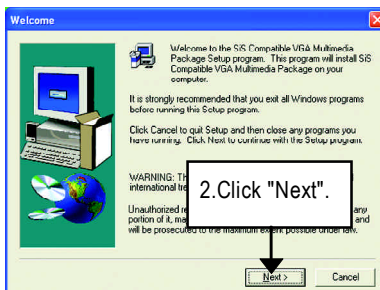 Welcome
Welcome to the SiS Compatible VGA Multimedia
Package Setup program. This program will install SiS
Compatible VGA Multimedia Package on your
computer.
It is strongly recommended that you exit all Windows programs
before running this Setup program.
Click Cancel to quit Setup and then close any programs you
have running. Click Next to continue with the Setup program.
WARNING:
international
2.Click "Next".
Unauthorized any
portion of it, and
will be prosecuted to the maximum extent possible under law.
Next >
Cancel